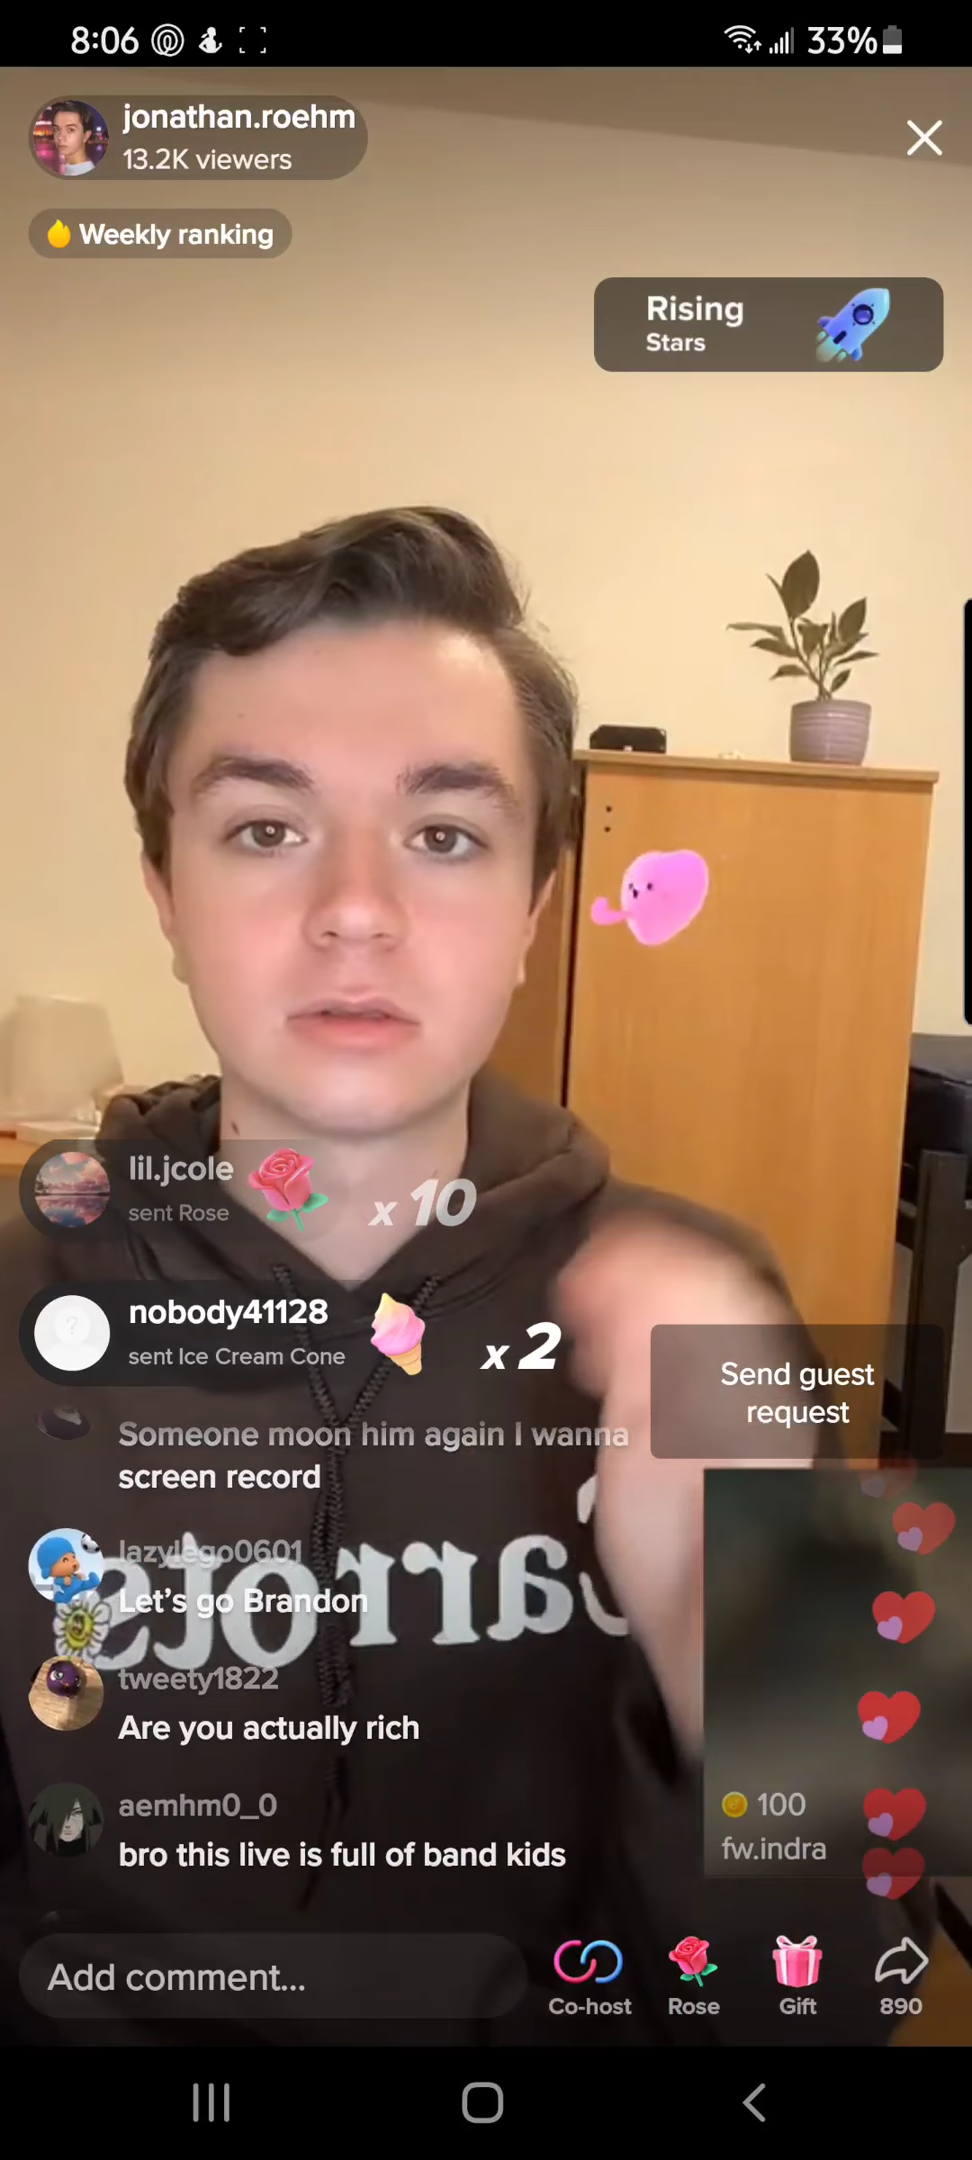 8:06 33%
jonathan.roehm
13.2K viewers
Weekly ranking
Rising
Stars
lil.jcole
sent Rose
x 10
nobody41128
sent Ice Cream Cone
x 2
Send guest
request
Someone moon him again I wanna
screen record
lazylego0601
Let's go Brandon
Carrots
tweety1822
Are you actually rich
aemhm0_0
bro this live is full of band kids
100
fw.indra
Add comment...
Co-host
Rose
Gift
890